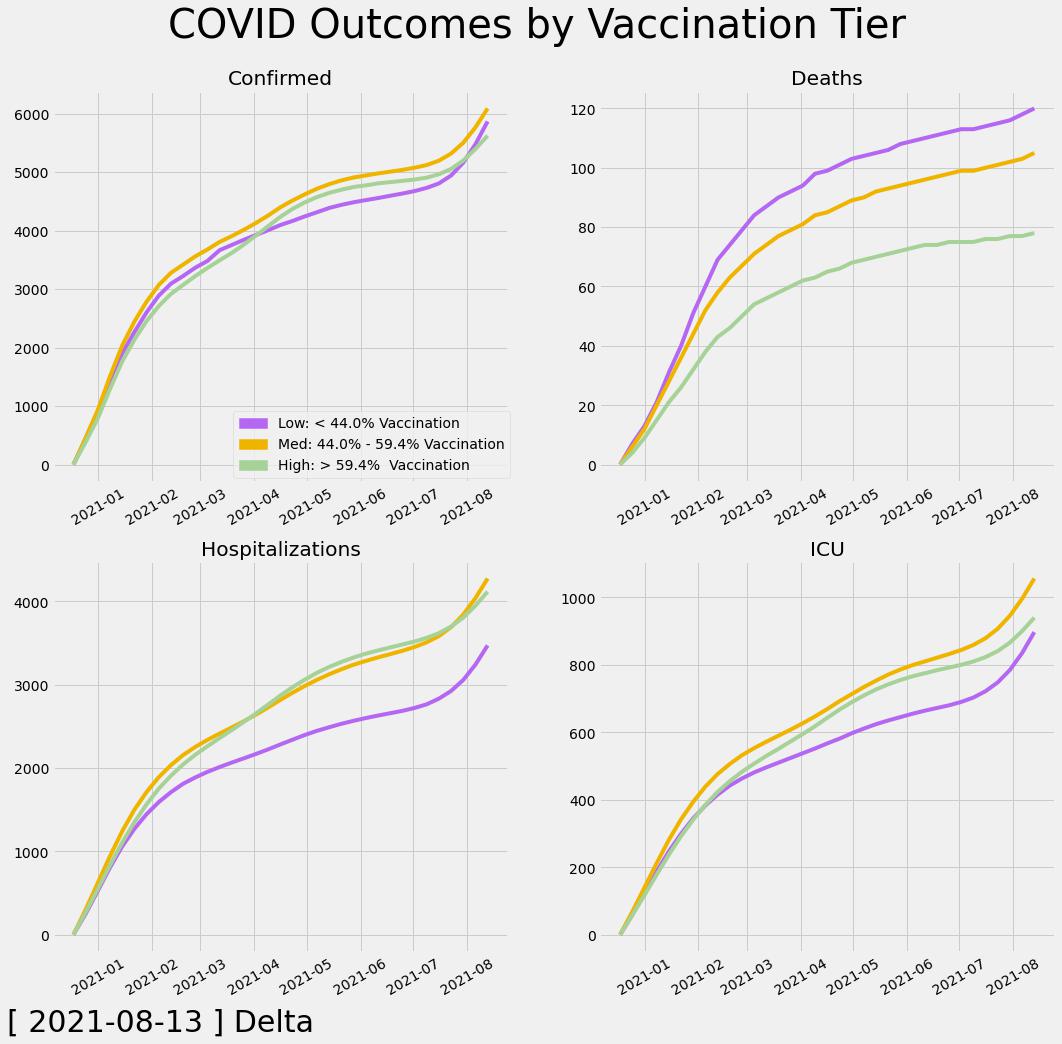 COVID Outcomes by Vaccination Tier
Confirmed
6000
5000
4000
3000
2000
1000
0
Low: < 44.0% Vaccination
Med: 44.0% - 59.4% Vaccination
High: > 59.4%  Vaccination
2021-01 2021-02 2021-03 2021-04 2021-05 2021-06 2021-07 2021-08
Deaths
120
100
80
60
40
20
0
2021-01 2021-02 2021-03 2021-04 2021-05 2021-06 2021-07 2021-08
Hospitalizations
4000
3000
2000
1000
0
2021-01 2021-02 2021-03 2021-04 2021-05 2021-06 2021-07 2021-08
ICU
1000
800
600
400
200
0
2021-01 2021-02 2021-03 2021-04 2021-05 2021-06 2021-07 2021-08
[ 2021-08-13 ] Delta